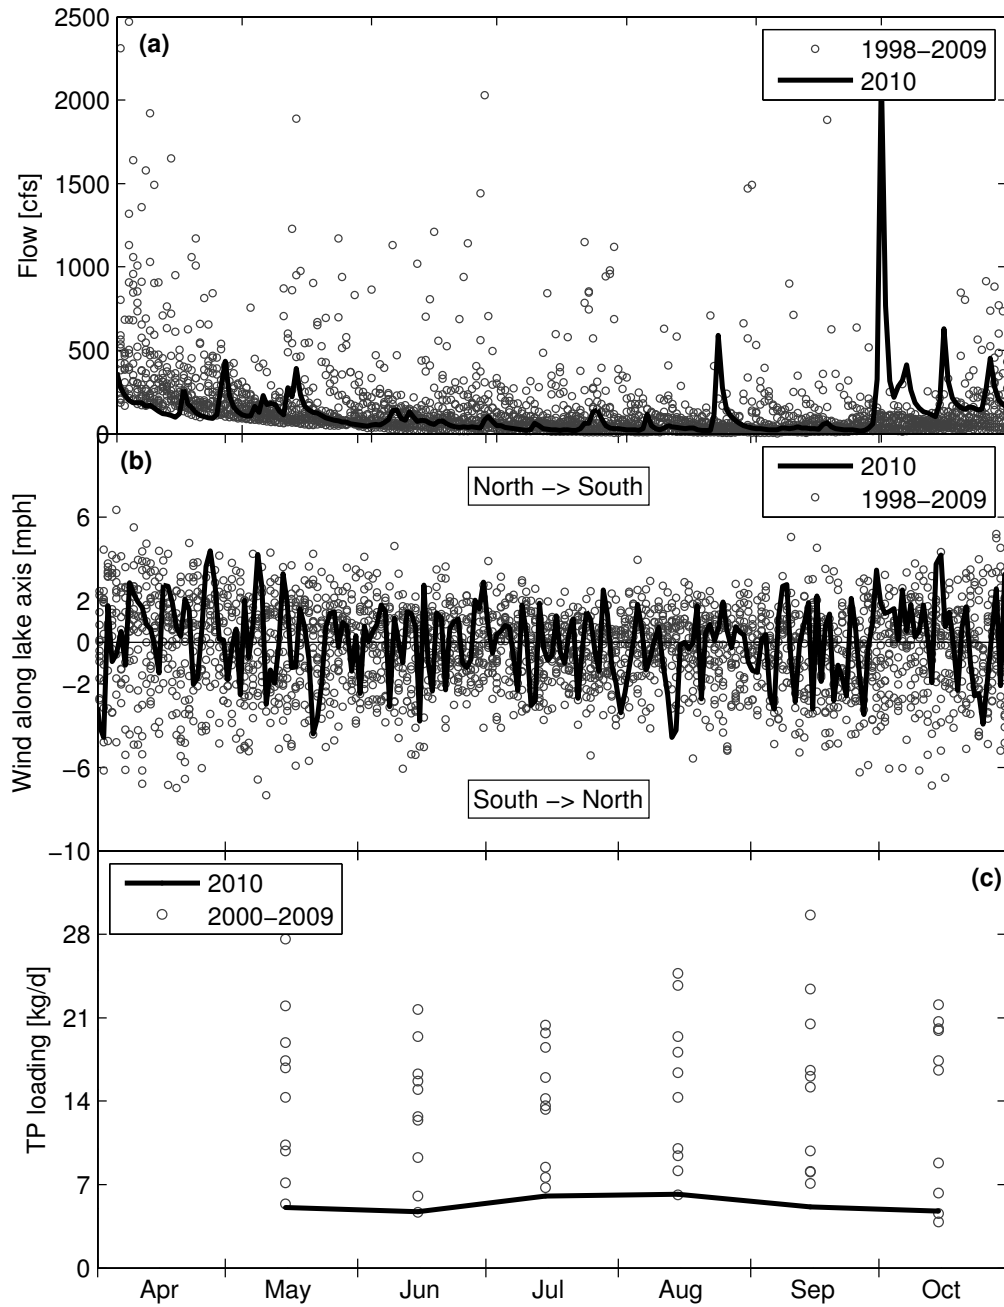 2500
(a)
1998−2009
2010
2000
1500
Flow [cfs]
1000
500
0
(b)
North −> South
2010
1998−2009
6
2
0
−2
−6
−10
Wind along lake axis [mph]
South −> North
2010
2000−2009
(c)
28
21
14
7
0
TP loading [kg/d]
Apr May Jun Jul Aug Sep Oct